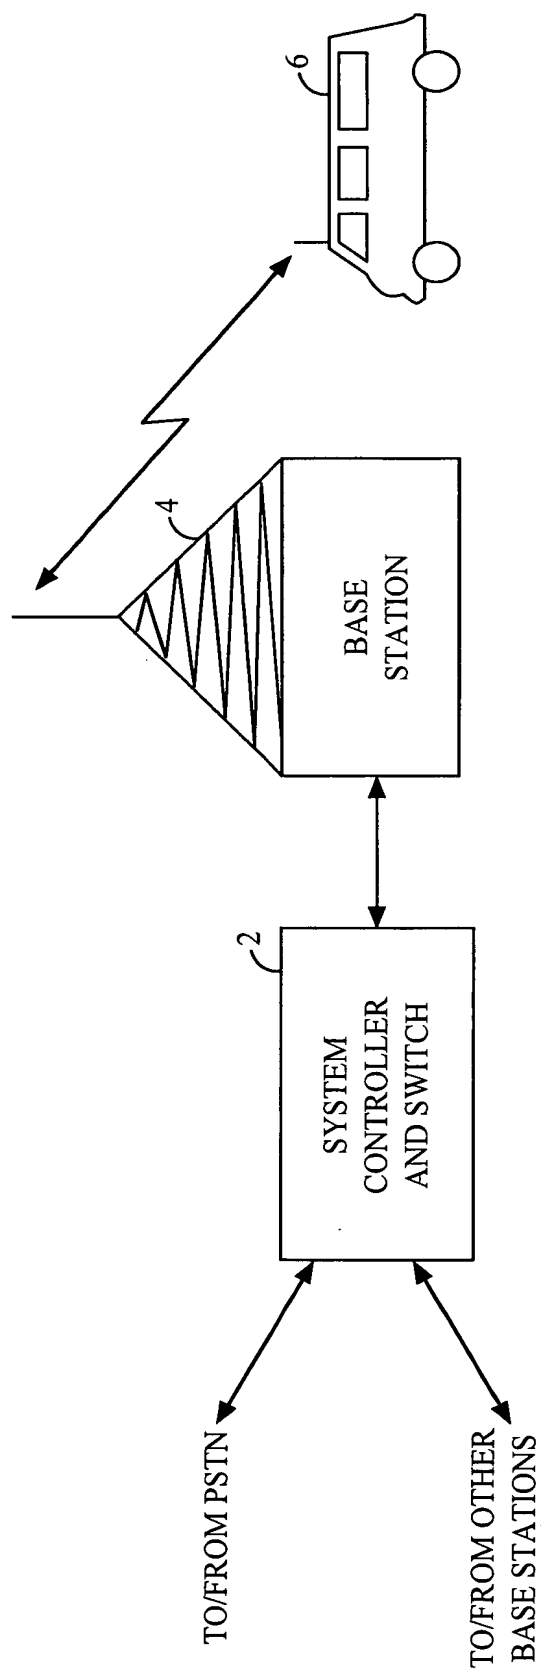 TO/FROM PSTN
TO/FROM OTHER
BASE STATIONS
2
SYSTEM
CONTROLLER
AND SWITCH
4
BASE
STATION
6